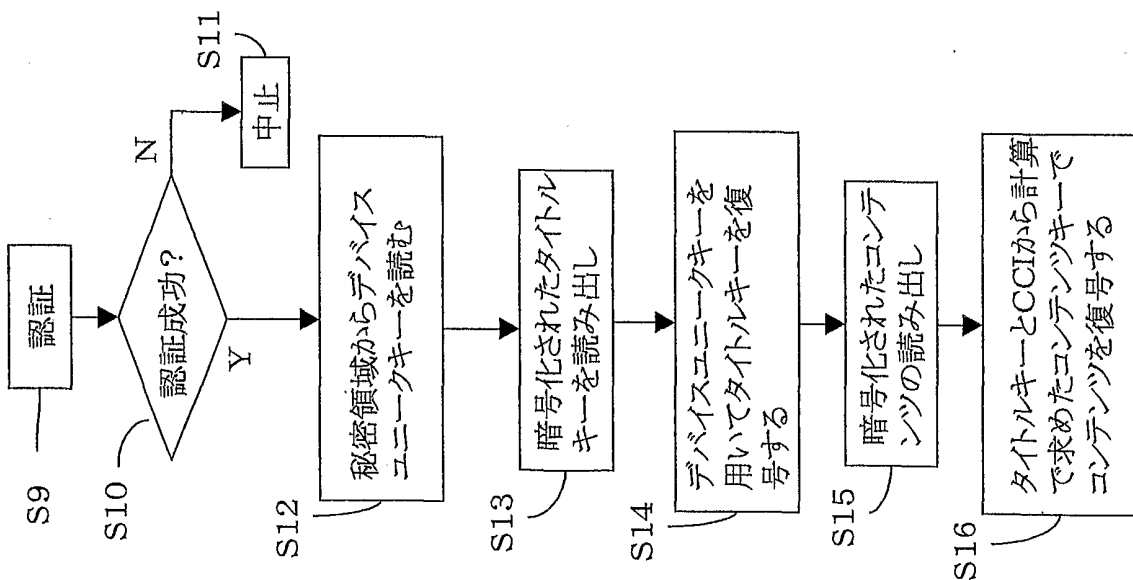 S9
認証
S10
認証成功?
N
S11
中止
Y
S12
秘密領域からデバイス
ユニークキーを読む
S13
暗号化されたタイトル
キーを読み出し
S14
デバイスユニークキーを
用いてタイトルキーを復
号する
S15
暗号化されたコンテ
ンツの読み出し
S16
タイトルキーとCCIから計算
で求めたコンテンツキーで
コンテンツを復号する